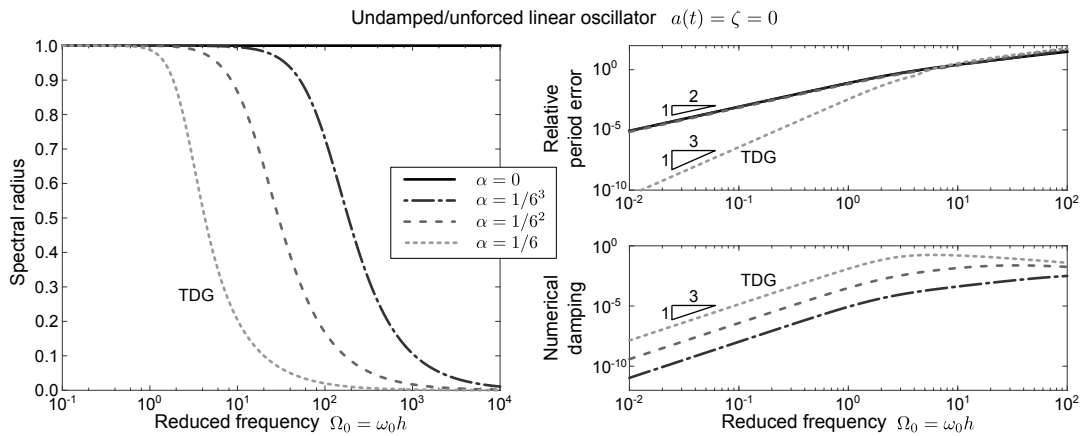 Undamped/unforced linear oscillator a(t) = ζ = 0
Spectral radius
1.0
0.9
0.8
0.7
0.6
0.5
0.4
0.3
0.2
0.1
0.0
TDG
10⁻¹ 10⁰ 10¹ 10² 10³ 10⁴
Reduced frequency Ω₀ = ω₀h
α = 0
α = 1/6³
α = 1/6²
α = 1/6
Relative
period error
10⁰
10⁻⁵
10⁻¹⁰
1 2
1 3
TDG
10⁻² 10⁻¹ 10⁰ 10¹ 10²
Numerical
damping
10⁰
10⁻⁵
10⁻¹⁰
1 3
TDG
10⁻² 10⁻¹ 10⁰ 10¹ 10²
Reduced frequency Ω₀ = ω₀h